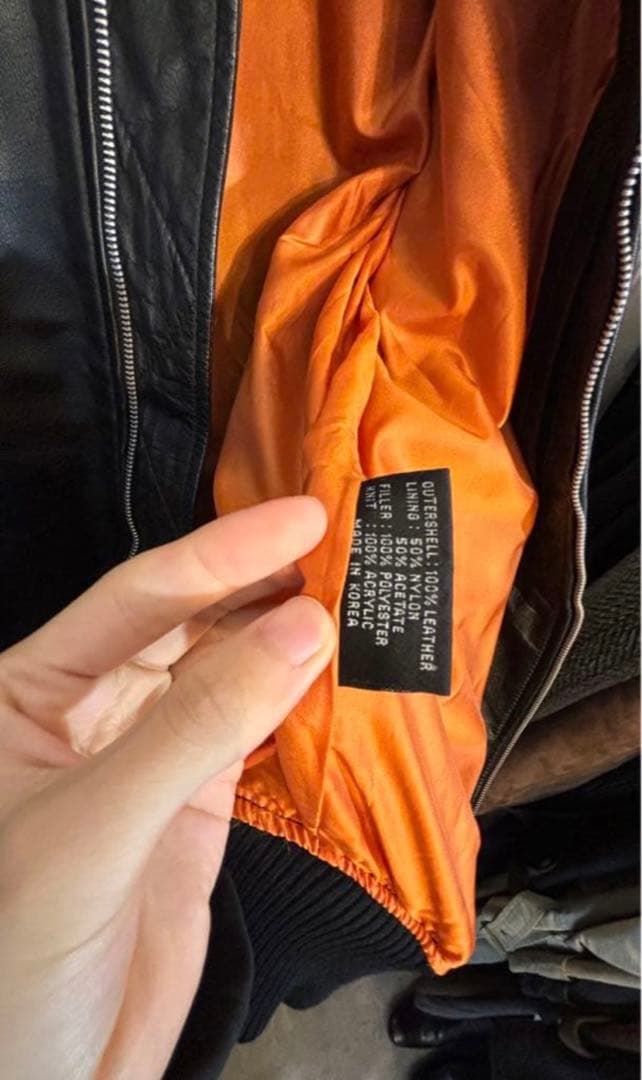 OUTERSHELL : 100% LEATHER
LINING : 50% NYLON
50% ACETATE
FILLER : 100% POLYESTER
KNIT : 100% ACRYLIC
MADE IN KOREA